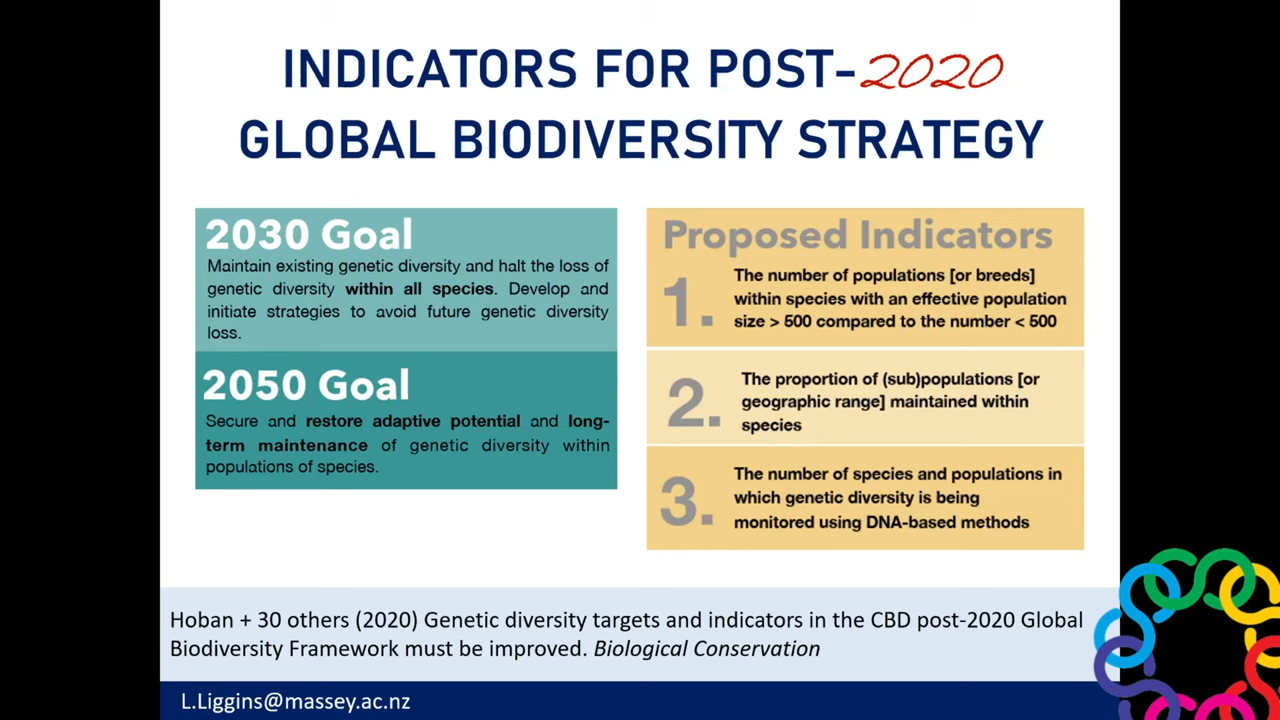 INDICATORS FOR POST-2020
GLOBAL BIODIVERSITY STRATEGY
2030 Goal
Maintain existing genetic diversity and halt the loss of
genetic diversity within all species. Develop and
initiate strategies to avoid future genetic diversity
loss.
2050 Goal
Secure and restore adaptive potential and long-
term maintenance of genetic diversity within
populations of species.
Proposed Indicators
1. The number of populations [or breeds]
within species with an effective population
size > 500 compared to the number < 500
2. The proportion of (sub)populations [or
geographic range] maintained within
species
3. The number of species and populations in
which genetic diversity is being
monitored using DNA-based methods
Hoban + 30 others (2020) Genetic diversity targets and indicators in the CBD post-2020 Global
Biodiversity Framework must be improved. Biological Conservation
L.Liggins@massey.ac.nz